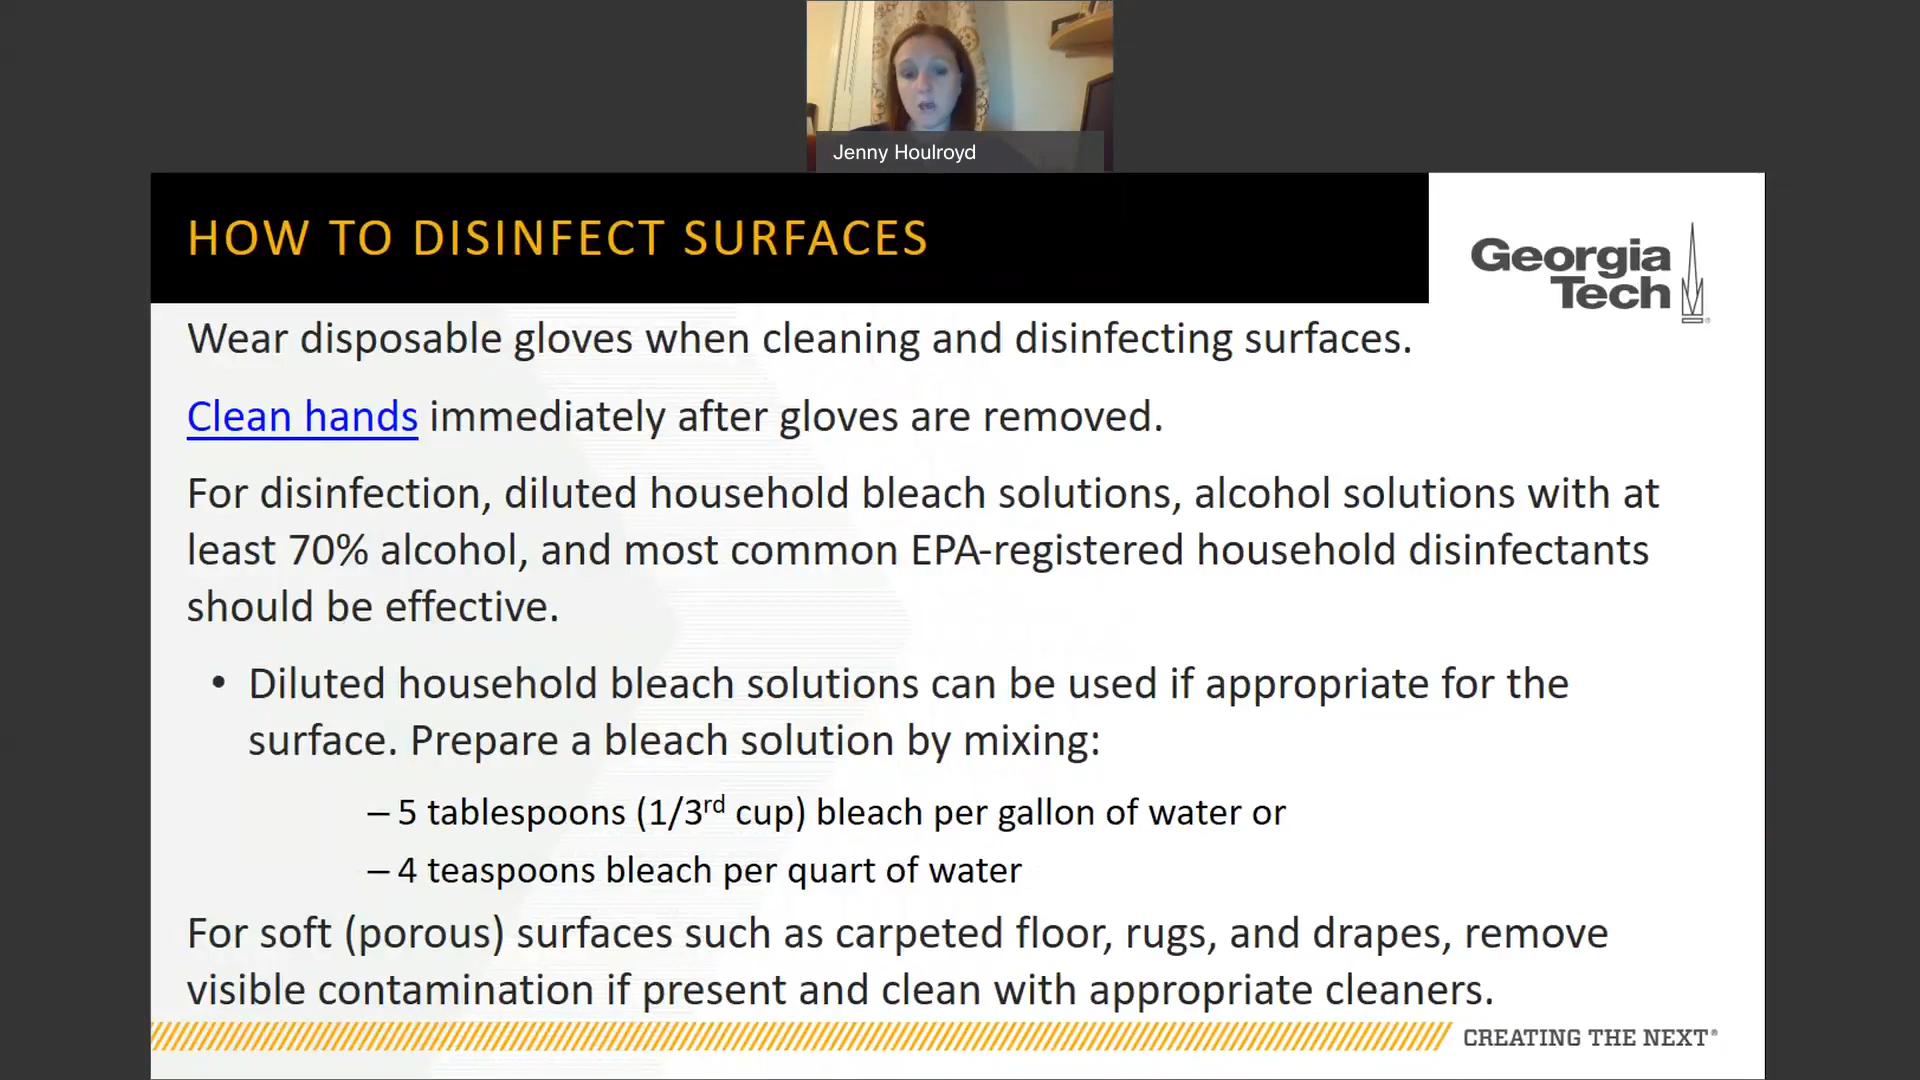 Jenny Houlroyd
HOW TO DISINFECT SURFACES
Georgia
Tech
Wear disposable gloves when cleaning and disinfecting surfaces.
Clean hands immediately after gloves are removed.
For disinfection, diluted household bleach solutions, alcohol solutions with at
least 70% alcohol, and most common EPA-registered household disinfectants
should be effective.
• Diluted household bleach solutions can be used if appropriate for the
surface. Prepare a bleach solution by mixing:
– 5 tablespoons (1/3rd cup) bleach per gallon of water or
– 4 teaspoons bleach per quart of water
For soft (porous) surfaces such as carpeted floor, rugs, and drapes, remove
visible contamination if present and clean with appropriate cleaners.
CREATING THE NEXT®